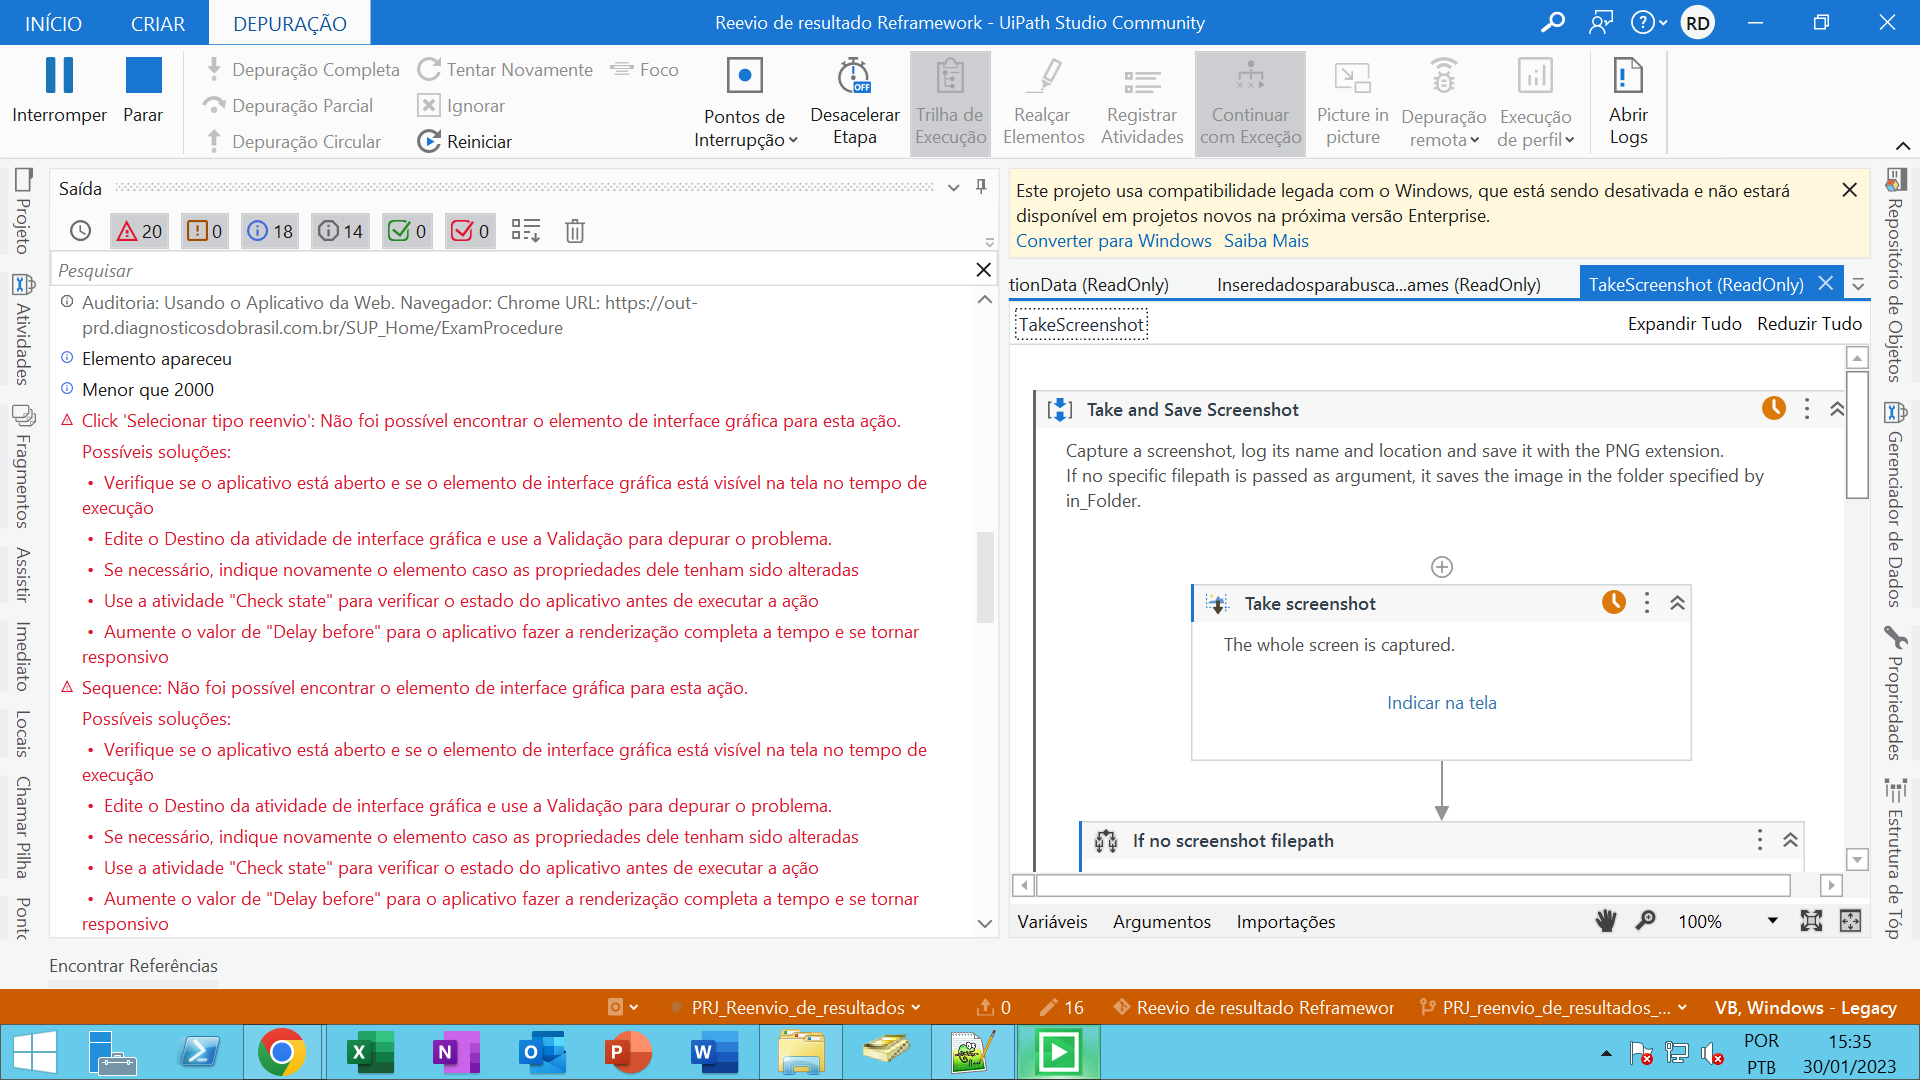 INÍCIO CRIAR DEPURAÇÃO Reevio de resultado Reframework - UiPath Studio Community RD
Interromper
Parar
Depuração Completa
Depuração Parcial
Depuração Circular
Tentar Novamente
Ignorar
Reiniciar
Foco
Pontos de
Interrupção
OFF
Desacelerar
Etapa
Trilha de
Execução
Realçar
Elementos
Registrar
Atividades
Continuar
com Exceção
Picture in
picture
Depuração
remota
Execução
de perfil
Abrir
Logs
Projeto
Atividades
Fragmentos
Assistir
Imediato
Locais
Chamar Pilha
Saída
20 0 18 14 0 0
Pesquisar
Auditoria: Usando o Aplicativo da Web. Navegador: Chrome URL: https://out-
prd.diagnosticosdobrasil.com.br/SUP_Home/ExamProcedure
Elemento apareceu
Menor que 2000
Click 'Selecionar tipo reenvio': Não foi possível encontrar o elemento de interface gráfica para esta ação.
Possíveis soluções:
• Verifique se o aplicativo está aberto e se o elemento de interface gráfica está visível na tela no tempo de
execução
• Edite o Destino da atividade de interface gráfica e use a Validação para depurar o problema.
• Se necessário, indique novamente o elemento caso as propriedades dele tenham sido alteradas
• Use a atividade "Check state" para verificar o estado do aplicativo antes de executar a ação
• Aumente o valor de "Delay before" para o aplicativo fazer a renderização completa a tempo e se tornar
responsivo
Sequence: Não foi possível encontrar o elemento de interface gráfica para esta ação.
Possíveis soluções:
• Verifique se o aplicativo está aberto e se o elemento de interface gráfica está visível na tela no tempo de
execução
• Edite o Destino da atividade de interface gráfica e use a Validação para depurar o problema.
• Se necessário, indique novamente o elemento caso as propriedades dele tenham sido alteradas
• Use a atividade "Check state" para verificar o estado do aplicativo antes de executar a ação
• Aumente o valor de "Delay before" para o aplicativo fazer a renderização completa a tempo e se tornar
responsivo
Encontrar Referências
Este projeto usa compatibilidade legada com o Windows, que está sendo desativada e não estará
disponível em projetos novos na próxima versão Enterprise.
Converter para Windows Saiba Mais
tionData (ReadOnly) Inseredadosparabusca...ames (ReadOnly) TakeScreenshot (ReadOnly)
TakeScreenshot Expandir Tudo Reduzir Tudo
Take and Save Screenshot
Capture a screenshot, log its name and location and save it with the PNG extension.
If no specific filepath is passed as argument, it saves the image in the folder specified by
in_Folder.
Take screenshot
The whole screen is captured.
Indicar na tela
If no screenshot filepath
Variáveis Argumentos Importações 100%
Repositório de Objetos
Gerenciador de Dados
Propriedades
Estrutura de Tóp
PRJ_Reenvio_de_resultados 0 16 Reevio de resultado Reframewor PRJ_reenvio_de_resultados_... VB, Windows - Legacy
POR
PTB
15:35
30/01/2023